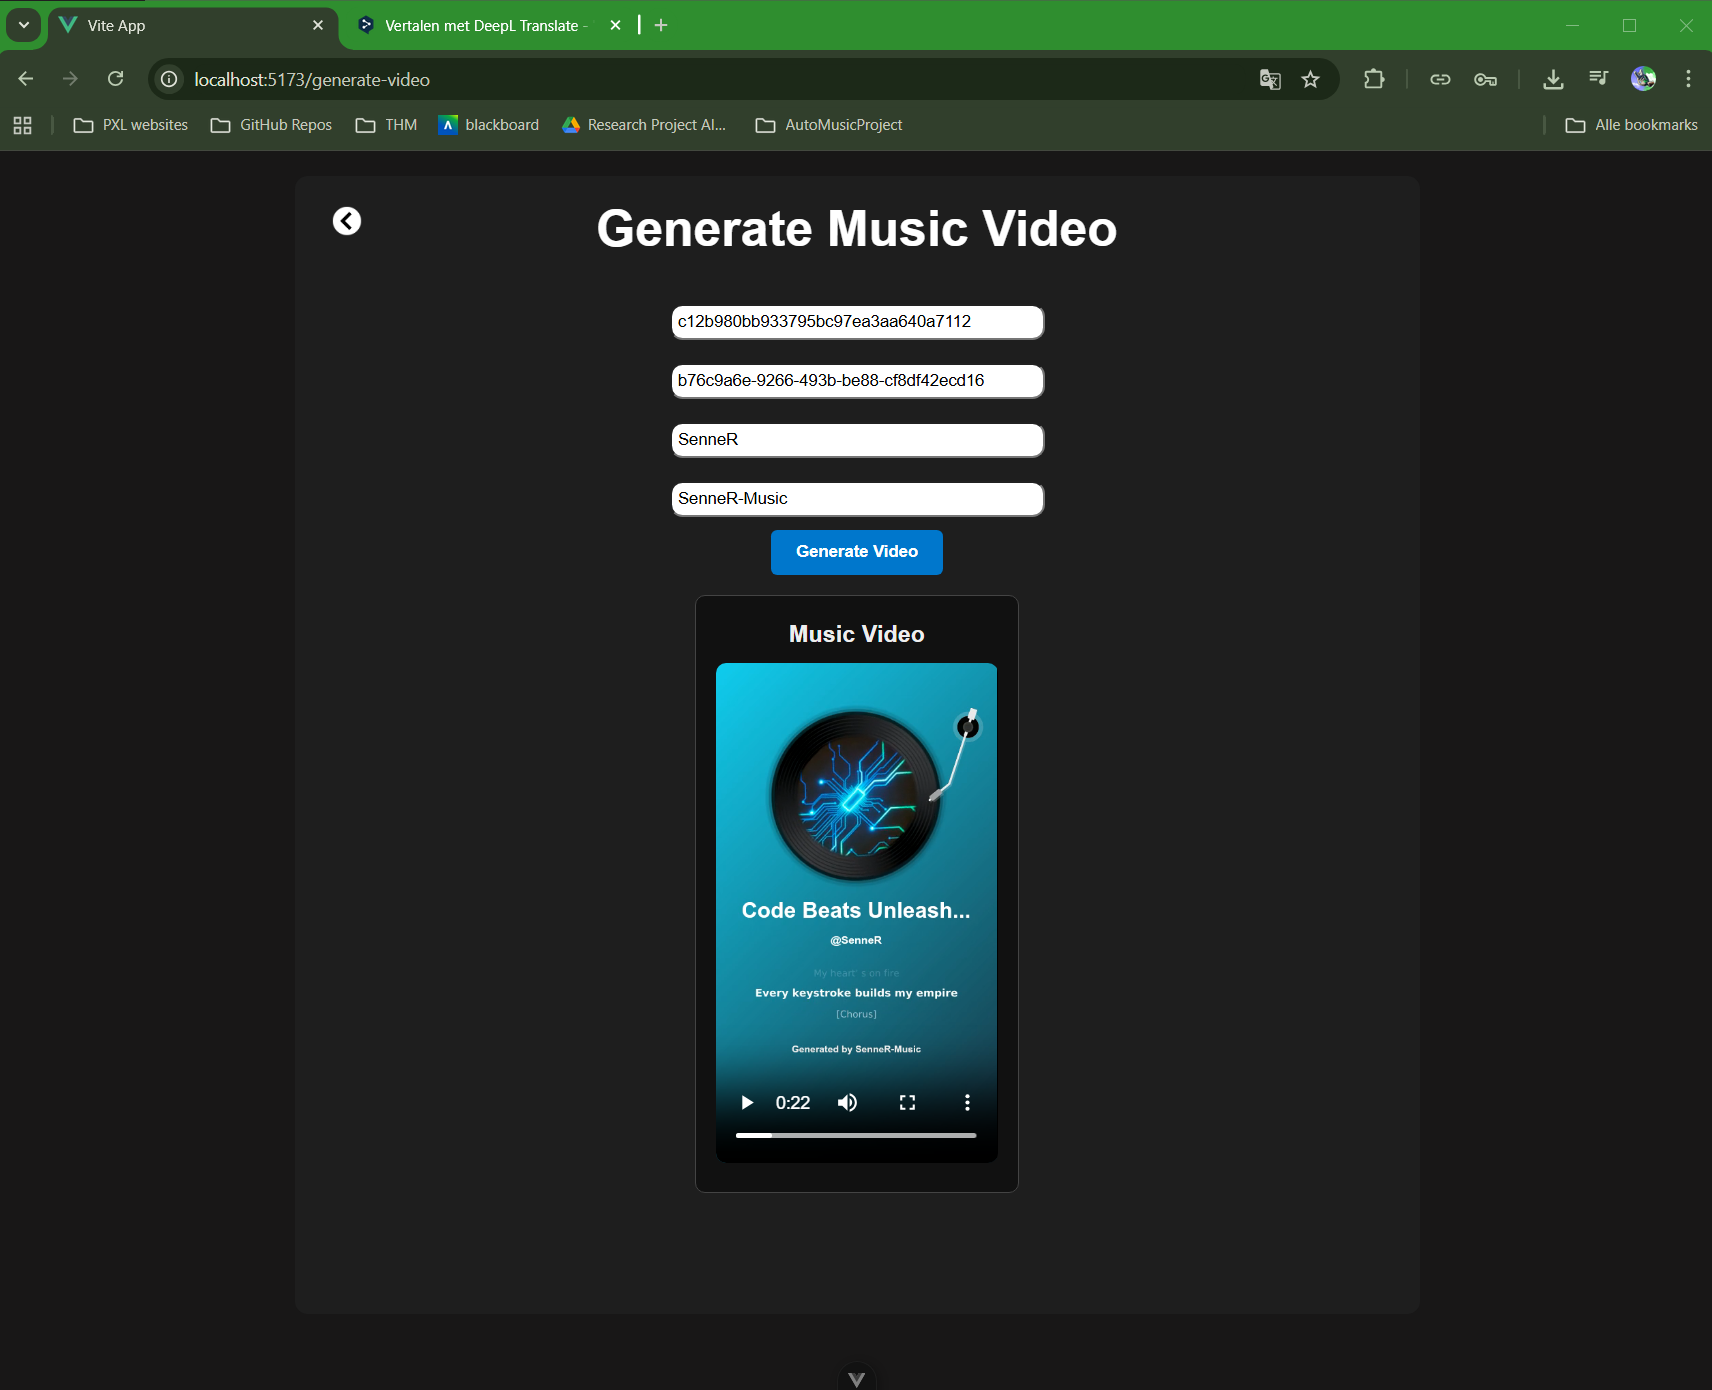 Vite App
Vertalen met DeepL Translate -
localhost:5173/generate-video
PXL websites
GitHub Repos
THM
blackboard
Research Project AI...
AutoMusicProject
Alle bookmarks
Generate Music Video
c12b980bb933795bc97ea3aa640a7112
b76c9a6e-9266-493b-be88-cf8df42ecd16
SenneR
SenneR-Music
Generate Video
Music Video
Code Beats Unleash...
@SenneR
My heart' s on fire
Every keystroke builds my empire
[Chorus]
Generated by SenneR-Music
0:22